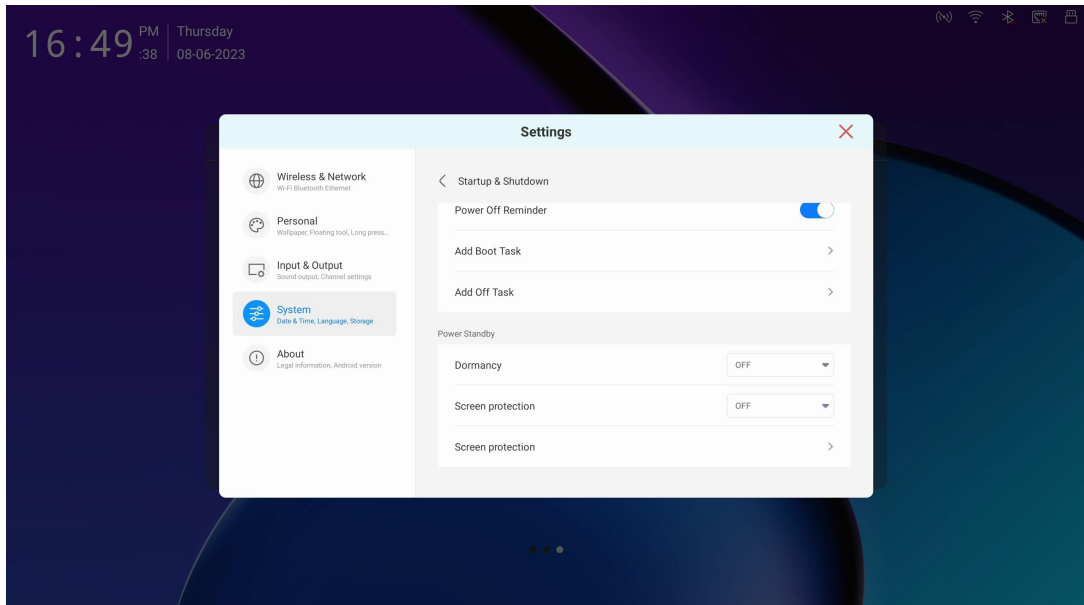 16:49 PM :38
Thursday
08-06-2023
Settings
Wireless & Network
Wi-Fi Bluetooth Ethernet
Personal
Wallpaper, Floating tool, Long press...
Input & Output
Sound output, Channel settings
System
Date & Time, Language, Storage
About
Legal information, Android version
Startup & Shutdown
Power Off Reminder
Add Boot Task
Add Off Task
Power Standby
Dormancy
OFF
Screen protection
OFF
Screen protection